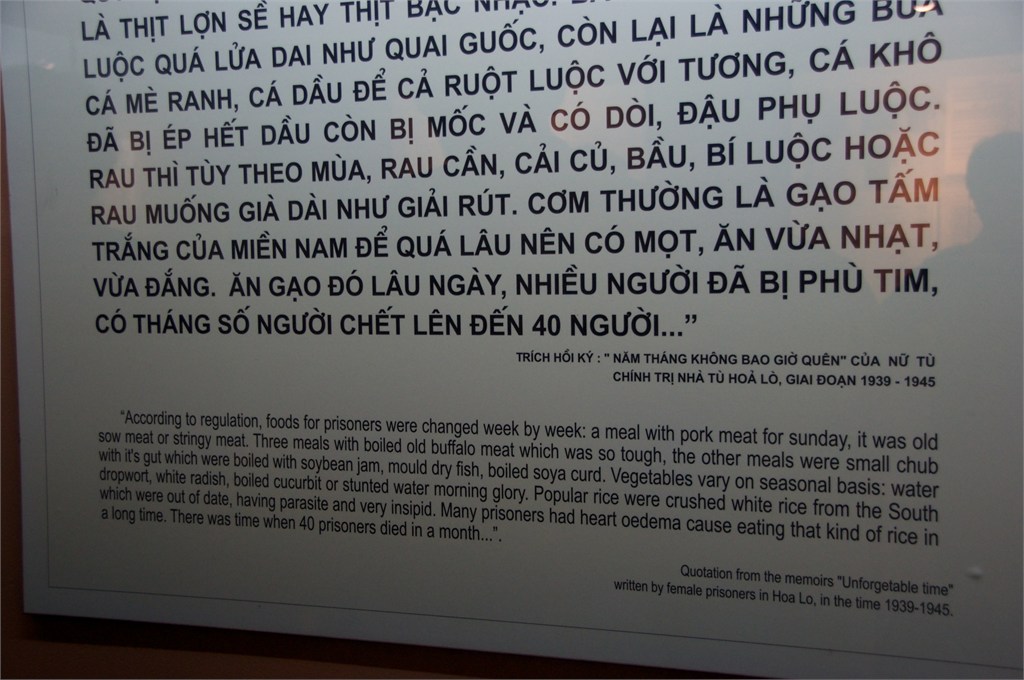 LÀ THỊT LỢN SỀ HAY THỊT BẠC NHẠC.
LUỘC QUÁ LỬA DAI NHƯ QUAI GUỐC, CÒN LẠI LÀ NHỮNG BỮA
CÁ MÈ RANH, CÁ DẦU ĐỂ CẢ RUỘT LUỘC VỚI TƯƠNG, CÁ KHÔ
ĐÃ BỊ ÉP HẾT DẦU CÒN BỊ MỐC VÀ CÓ DÒI, ĐẬU PHỤ LUỘC.
RAU THÌ TÙY THEO MÙA, RAU CẦN, CẢI CỦ, BẦU, BÍ LUỘC HOẶC
RAU MUỐNG GIÀ DÀI NHƯ GIẢI RÚT. CƠM THƯỜNG LÀ GẠO TẤM
TRẮNG CỦA MIỀN NAM ĐỂ QUÁ LÂU NÊN CÓ MỌT, ĂN VỪA NHẠT,
VỪA ĐẮNG. ĂN GẠO ĐÓ LÂU NGÀY, NHIỀU NGƯỜI ĐÃ BỊ PHÙ TIM,
CÓ THÁNG SỐ NGƯỜI CHẾT LÊN ĐẾN 40 NGƯỜI...”
TRÍCH HỒI KÝ : " NĂM THÁNG KHÔNG BAO GIỜ QUÊN" CỦA NỮ TÙ
CHÍNH TRỊ NHÀ TÙ HOẢ LÒ, GIAI ĐOẠN 1939 - 1945
“According to regulation, foods for prisoners were changed week by week: a meal with pork meat for sunday, it was old
sow meat or stringy meat. Three meals with boiled old buffalo meat which was so tough, the other meals were small chub
with it's gut which were boiled with soybean jam, mould dry fish, boiled soya curd. Vegetables vary on seasonal basis: water
dropwort, white radish, boiled cucurbit or stunted water morning glory. Popular rice were crushed white rice from the South
which were out of date, having parasite and very insipid. Many prisoners had heart oedema cause eating that kind of rice in
a long time. There was time when 40 prisoners died in a month...”.
Quotation from the memoirs "Unforgetable time"
written by female prisoners in Hoa Lo, in the time 1939-1945.